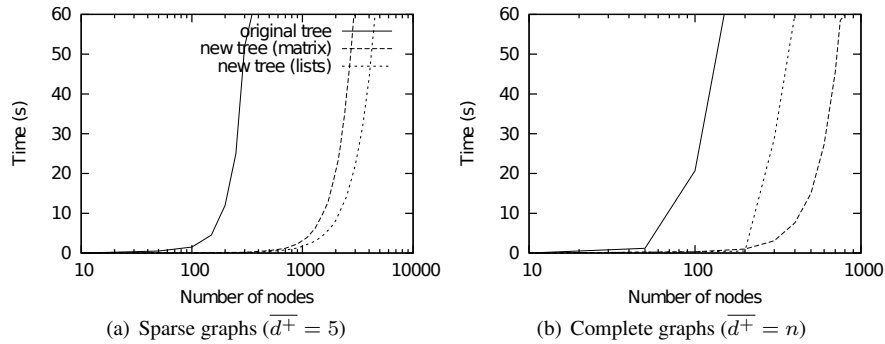 60
50
40
30
20
10
0
Time (s)
original tree
new tree (matrix)
new tree (lists)
10
100
1000
10000
Number of nodes
(a) Sparse graphs ($\overline{d^+} = 5$)
60
50
40
30
20
10
0
Time (s)
10
100
1000
Number of nodes
(b) Complete graphs ($\overline{d^+} = n$)